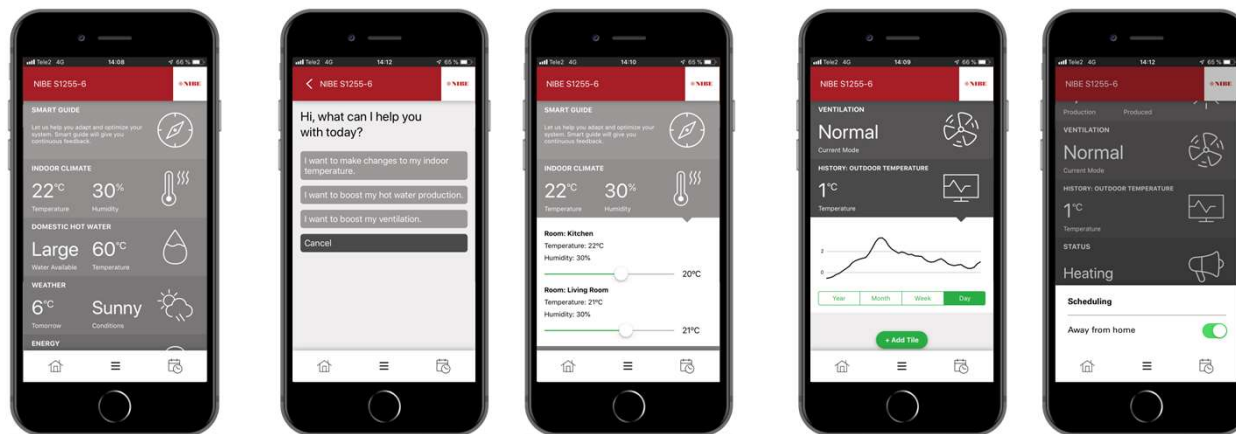 Tele2 4G 14:08 66 %
NIBE S1255-6
NIBE
SMART GUIDE
Let us help you adapt and optimize your
system. Smart guide will give you
continuous feedback.
INDOOR CLIMATE
22°C 30%
Temperature Humidity
DOMESTIC HOT WATER
Large 60°C
Water Available Temperature
WEATHER
6°C Sunny
Tomorrow Conditions
ENERGY
Tele2 4G 14:12 65 %
NIBE S1255-6
NIBE
Hi, what can I help you
with today?
I want to make changes to my indoor
temperature.
I want to boost my hot water production.
I want to boost my ventilation.
Cancel
Tele2 4G 14:10 65 %
NIBE S1255-6
NIBE
SMART GUIDE
Let us help you adapt and optimize your
system. Smart guide will give you
continuous feedback.
INDOOR CLIMATE
22°C 30%
Temperature Humidity
Room: Kitchen
Temperature: 22°C
Humidity: 30%
20°C
Room: Living Room
Temperature: 21°C
Humidity: 30%
21°C
Tele2 4G 14:09 66 %
NIBE S1255-6
NIBE
VENTILATION
Normal
Current Mode
HISTORY: OUTDOOR TEMPERATURE
1°C
Temperature
2
0
Year Month Week Day
+ Add Tile
Tele2 4G 14:12 65 %
NIBE S1255-6
NIBE
Production Produced
VENTILATION
Normal
Current Mode
HISTORY: OUTDOOR TEMPERATURE
1°C
Temperature
STATUS
Heating
Scheduling
Away from home